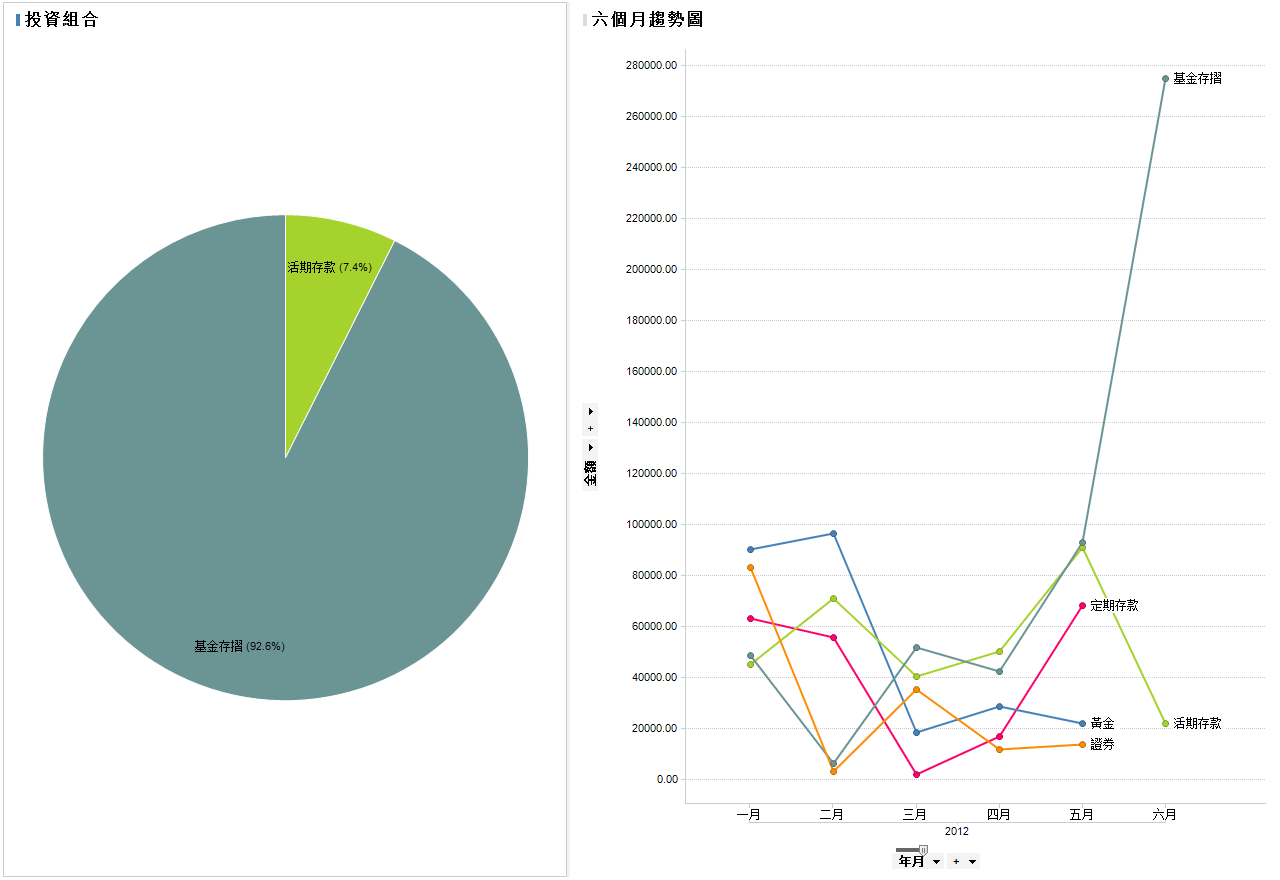 投資組合
活期存款 (7.4%)
基金存摺 (92.6%)
六個月趨勢圖
280000.00
260000.00
240000.00
220000.00
200000.00
180000.00
160000.00
140000.00
120000.00
100000.00
80000.00
60000.00
40000.00
20000.00
0.00
+
金額
基金存摺
定期存款
黃金
活期存款
證券
一月 二月 三月 四月 五月 六月
2012
年月 +